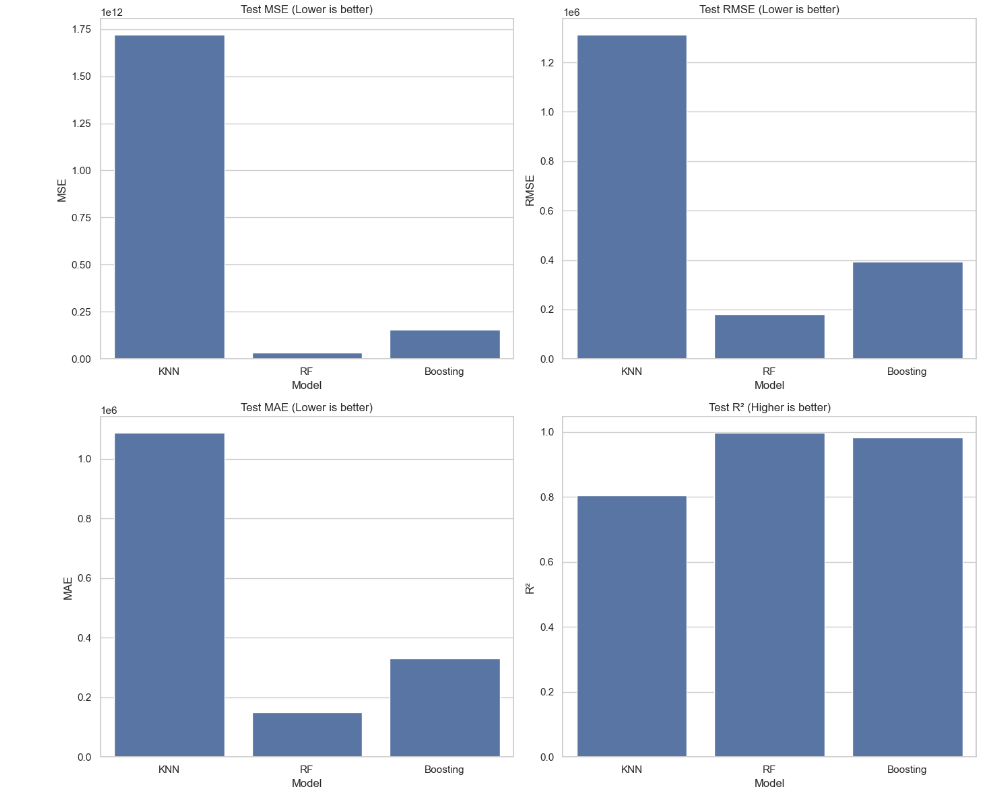 Test MSE (Lower is better)
1e12
1.75
1.50
1.25
1.00
0.75
0.50
0.25
0.00
MSE
KNN RF Boosting
Model
Test RMSE (Lower is better)
1e6
1.2
1.0
0.8
0.6
0.4
0.2
0.0
RMSE
KNN RF Boosting
Model
Test MAE (Lower is better)
1e6
1.0
0.8
0.6
0.4
0.2
0.0
MAE
KNN RF Boosting
Model
Test R² (Higher is better)
1.0
0.8
0.6
0.4
0.2
0.0
R²
KNN RF Boosting
Model